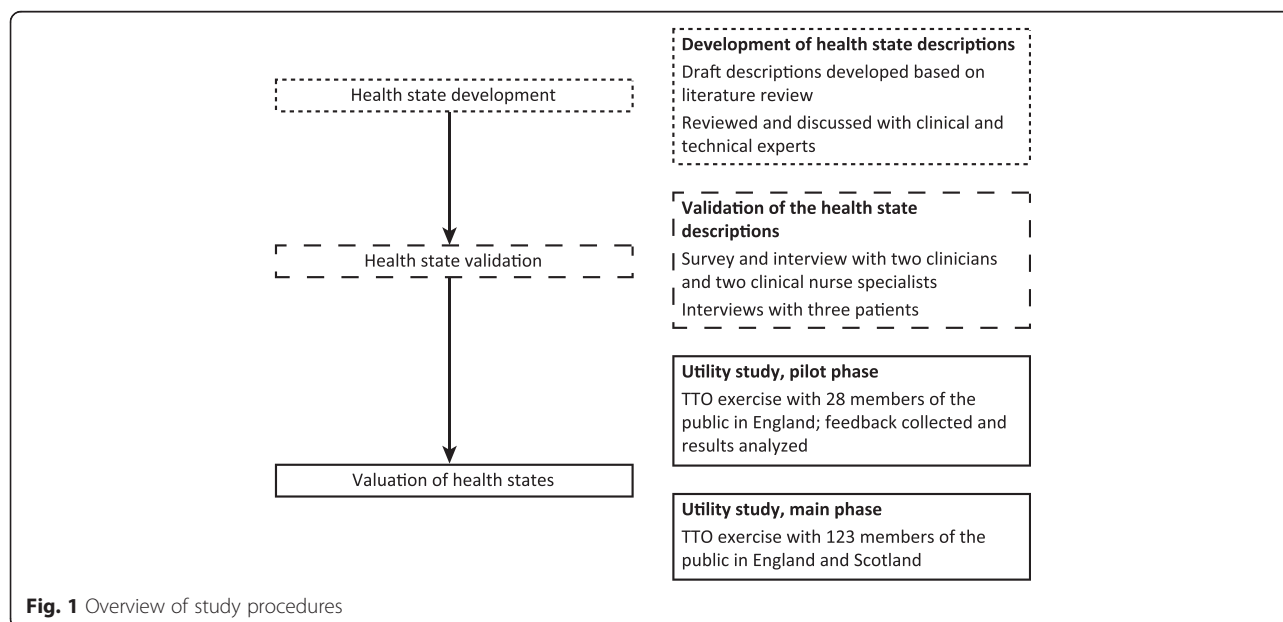 Health state development
Health state validation
Valuation of health states
Development of health state descriptions
Draft descriptions developed based on
literature review
Reviewed and discussed with clinical and
technical experts
Validation of the health state
descriptions
Survey and interview with two clinicians
and two clinical nurse specialists
Interviews with three patients
Utility study, pilot phase
TTO exercise with 28 members of the
public in England; feedback collected and
results analyzed
Utility study, main phase
TTO exercise with 123 members of the
public in England and Scotland
Fig. 1 Overview of study procedures